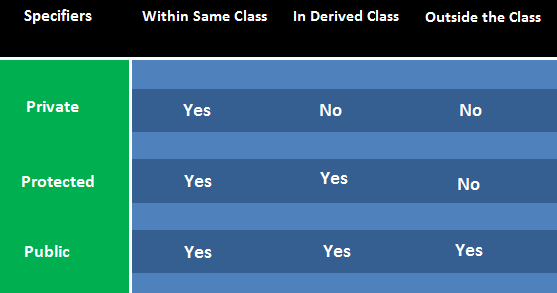 Specifiers Within Same Class In Derived Class Outside the Class
Private Yes No No
Protected Yes Yes No
Public Yes Yes Yes